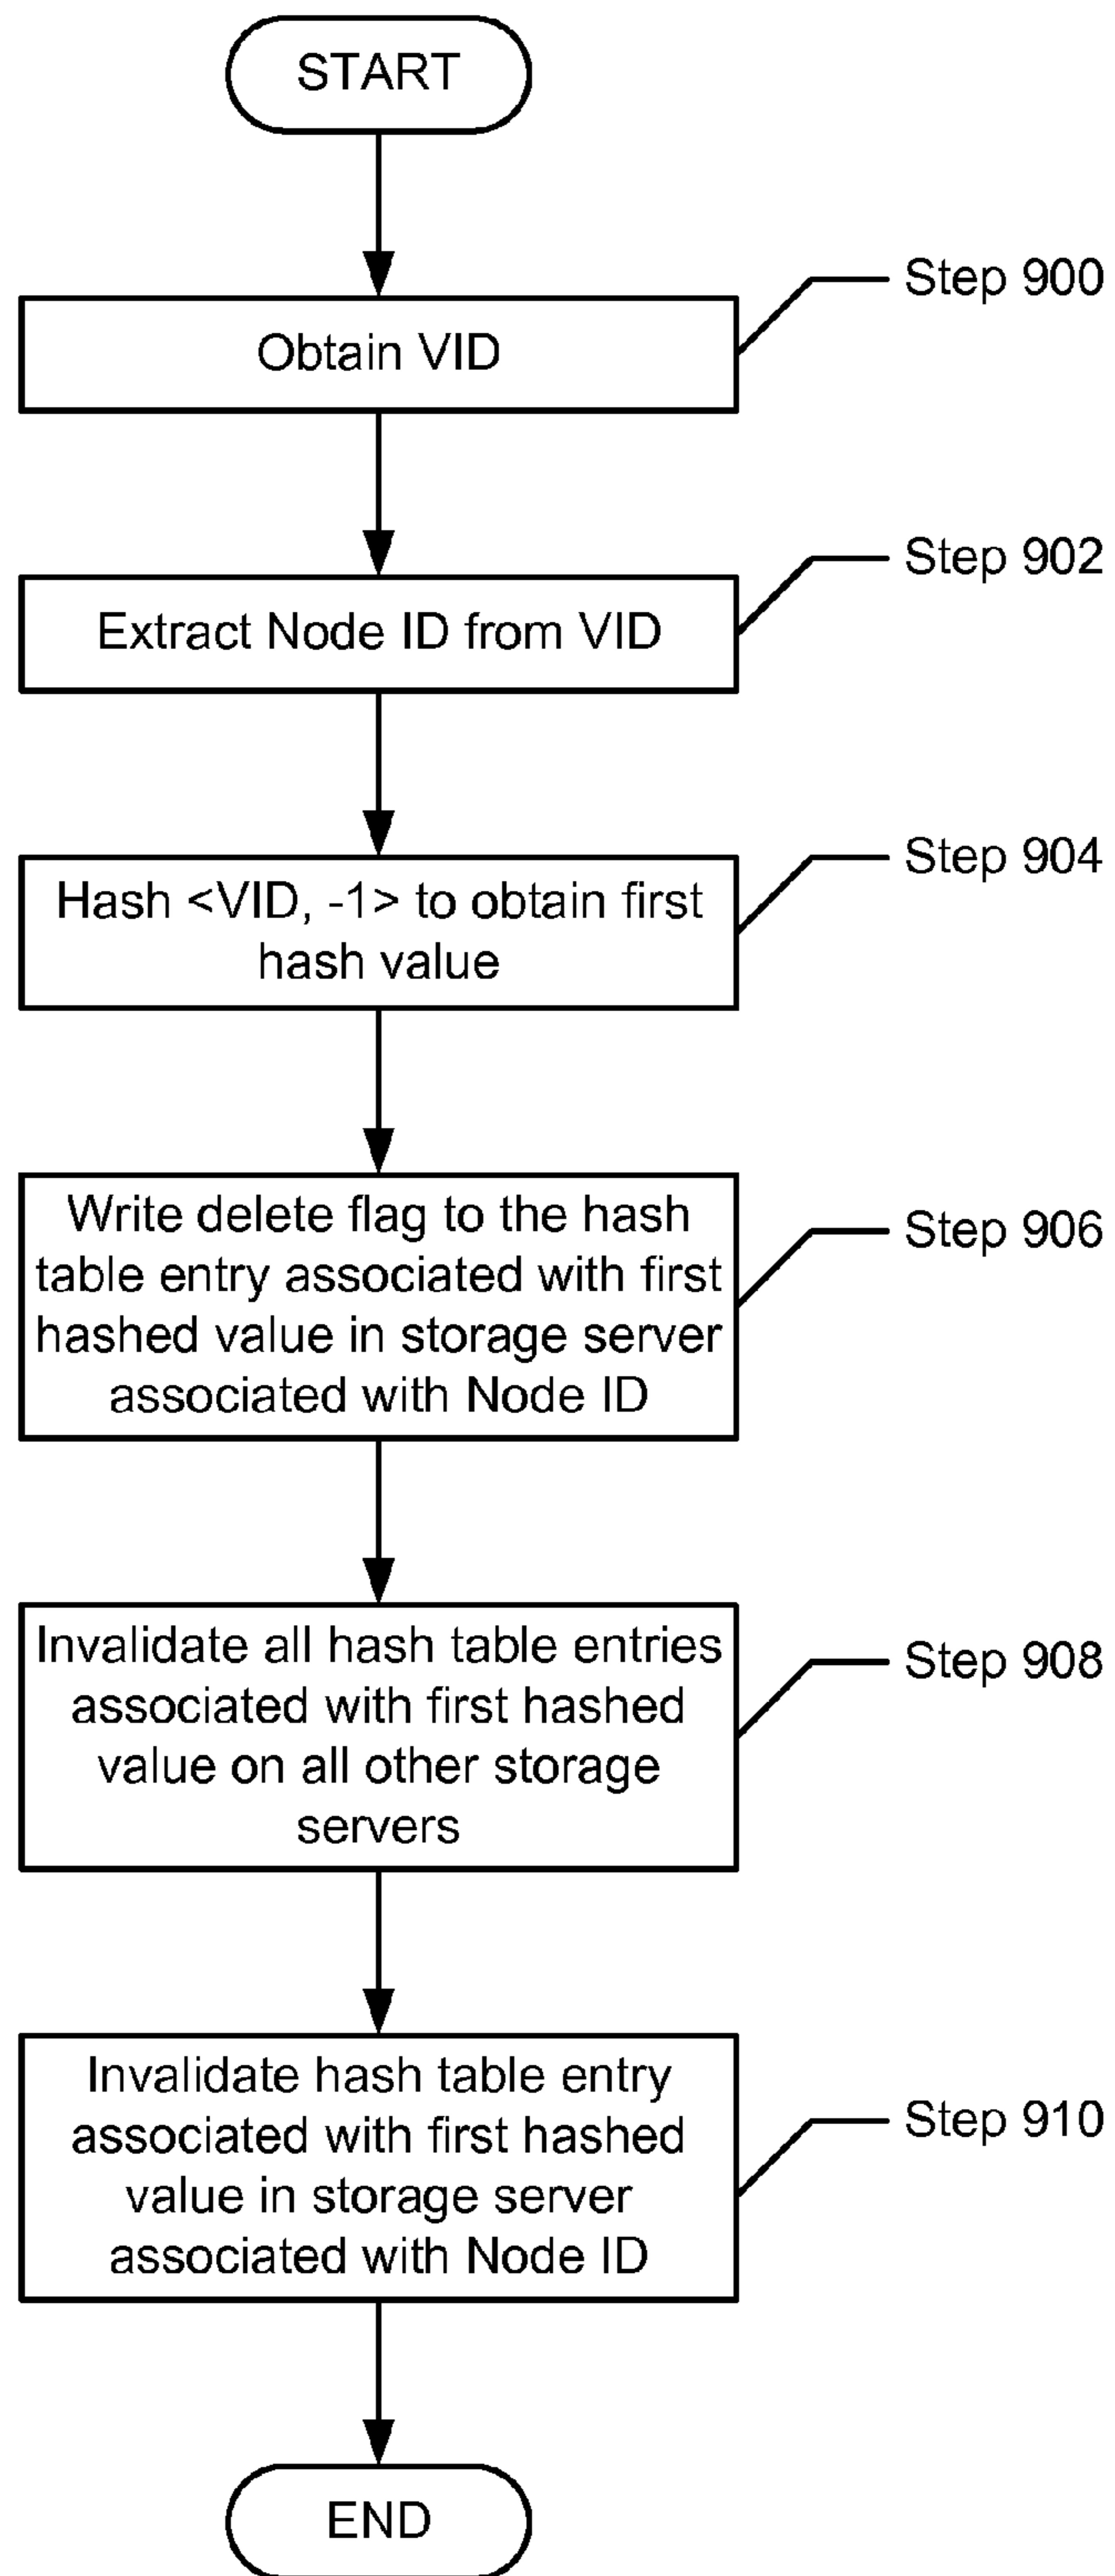 START
Step 900
Obtain VID
Step 902
Extract Node ID from VID
Step 904
Hash <VID, -1> to obtain first
hash value
Step 906
Write delete flag to the hash
table entry associated with first
hashed value in storage server
associated with Node ID
Step 908
Invalidate all hash table entries
associated with first hashed
value on all other storage
servers
Step 910
Invalidate hash table entry
associated with first hashed
value in storage server
associated with Node ID
END